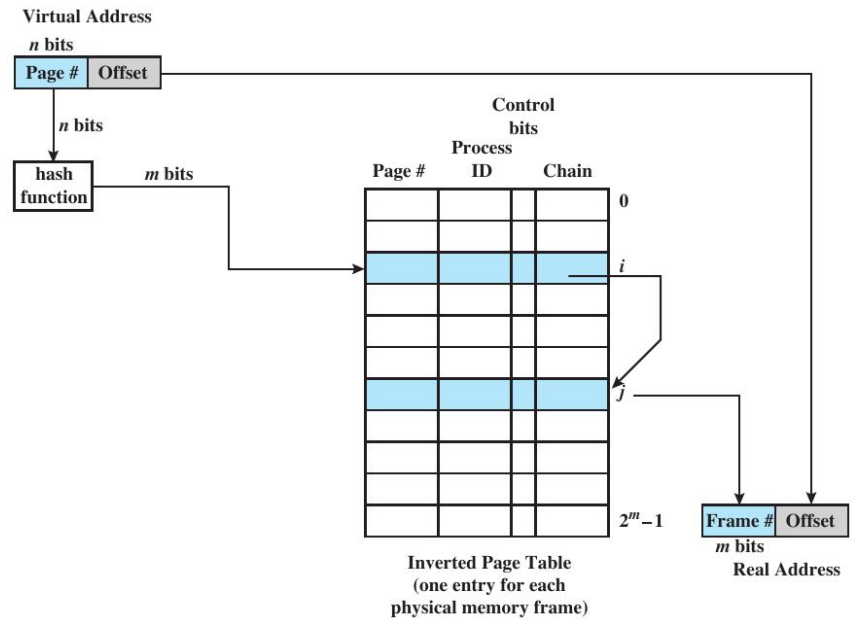 Virtual Address
n bits
Page # Offset
n bits
hash
function
m bits
Control
bits
Process
Page # ID Chain
0
i
j
2^m − 1
Frame # Offset
m bits
Real Address
Inverted Page Table
(one entry for each
physical memory frame)